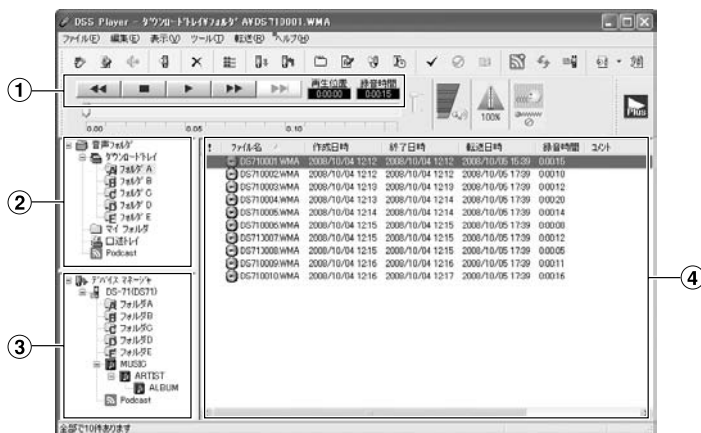 DSS Player - ﾀﾞｳﾝﾛｰﾄﾞﾄﾚｲ¥ﾌｫﾙﾀﾞA¥DS710001.WMA
ファイル(F) 編集(E) 表示(V) ツール(T) 転送(R) ヘルプ(H)
再生位置 録音時間
0:00:00 0:00:15
0.00 0.05 0.10
100%
Plus
①
②
③
④
音声ﾌｫﾙﾀﾞ
ﾀﾞｳﾝﾛｰﾄﾞﾄﾚｲ
ﾌｫﾙﾀﾞ A
ﾌｫﾙﾀﾞ B
ﾌｫﾙﾀﾞ C
ﾌｫﾙﾀﾞ D
ﾌｫﾙﾀﾞ E
マイ フォルダ
口述ﾄﾚｲ
Podcast
ﾃﾞﾊﾞｲｽ ﾏﾈｰｼﾞｬ
DS-71(DS71)
フォルダA
フォルダB
フォルダC
フォルダD
フォルダE
MUSIC
ARTIST
ALBUM
Podcast
! ファイル名 作成日時 終了日時 転送日時 録音時間 ｺﾒﾝﾄ
DS710001.WMA 2008/10/04 12:12 2008/10/04 12:12 2008/10/05 15:39 0:00:15
DS710002.WMA 2008/10/04 12:12 2008/10/04 12:12 2008/10/05 17:39 0:00:10
DS710003.WMA 2008/10/04 12:13 2008/10/04 12:13 2008/10/05 17:39 0:00:12
DS710004.WMA 2008/10/04 12:13 2008/10/04 12:14 2008/10/05 17:39 0:00:20
DS710005.WMA 2008/10/04 12:14 2008/10/04 12:14 2008/10/05 17:39 0:00:14
DS710006.WMA 2008/10/04 12:15 2008/10/04 12:15 2008/10/05 17:39 0:00:08
DS713007.WMA 2008/10/04 12:15 2008/10/04 12:15 2008/10/05 17:39 0:00:12
DS713008.WMA 2008/10/04 12:15 2008/10/04 12:15 2008/10/05 17:39 0:00:05
DS710009.WMA 2008/10/04 12:16 2008/10/04 12:16 2008/10/05 17:39 0:00:11
DS710010.WMA 2008/10/04 12:16 2008/10/04 12:17 2008/10/05 17:39 0:00:16
全部で10件あります